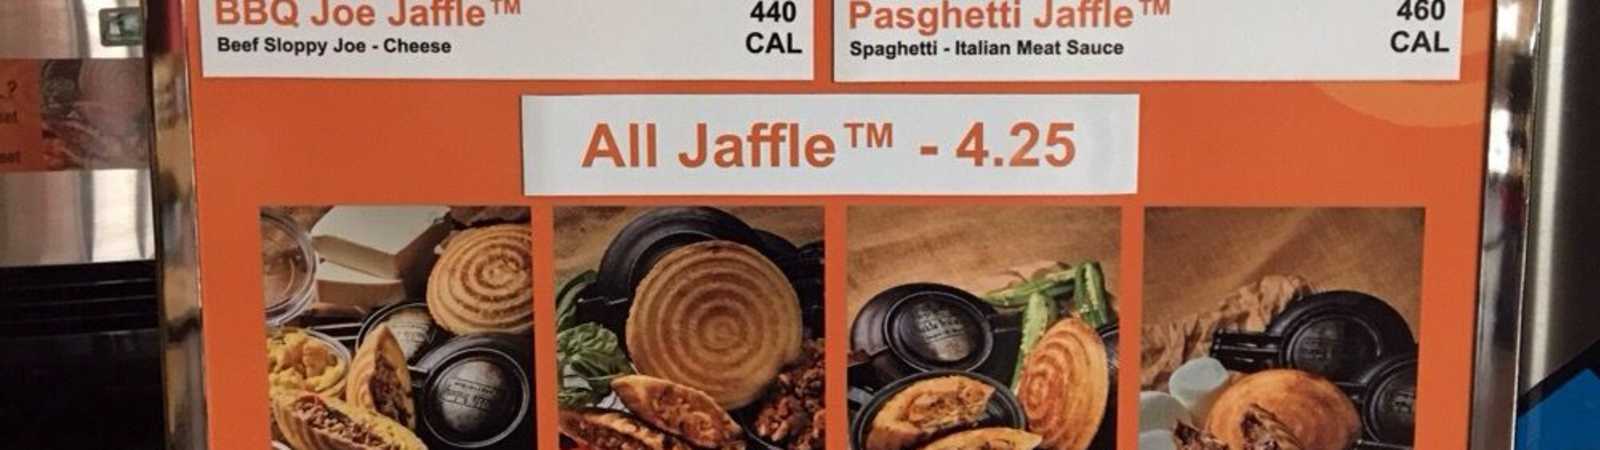 BBQ Joe Jaffle™ 440
Beef Sloppy Joe - Cheese CAL
Pasghetti Jaffle™ 460
Spaghetti - Italian Meat Sauce CAL
All Jaffle™ - 4.25